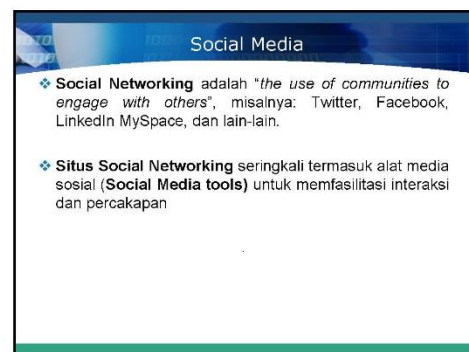 Social Media
Social Networking adalah "the use of communities to
engage with others", misalnya: Twitter, Facebook,
LinkedIn MySpace, dan lain-lain.
Situs Social Networking seringkali termasuk alat media
sosial (Social Media tools) untuk memfasilitasi interaksi
dan percakapan